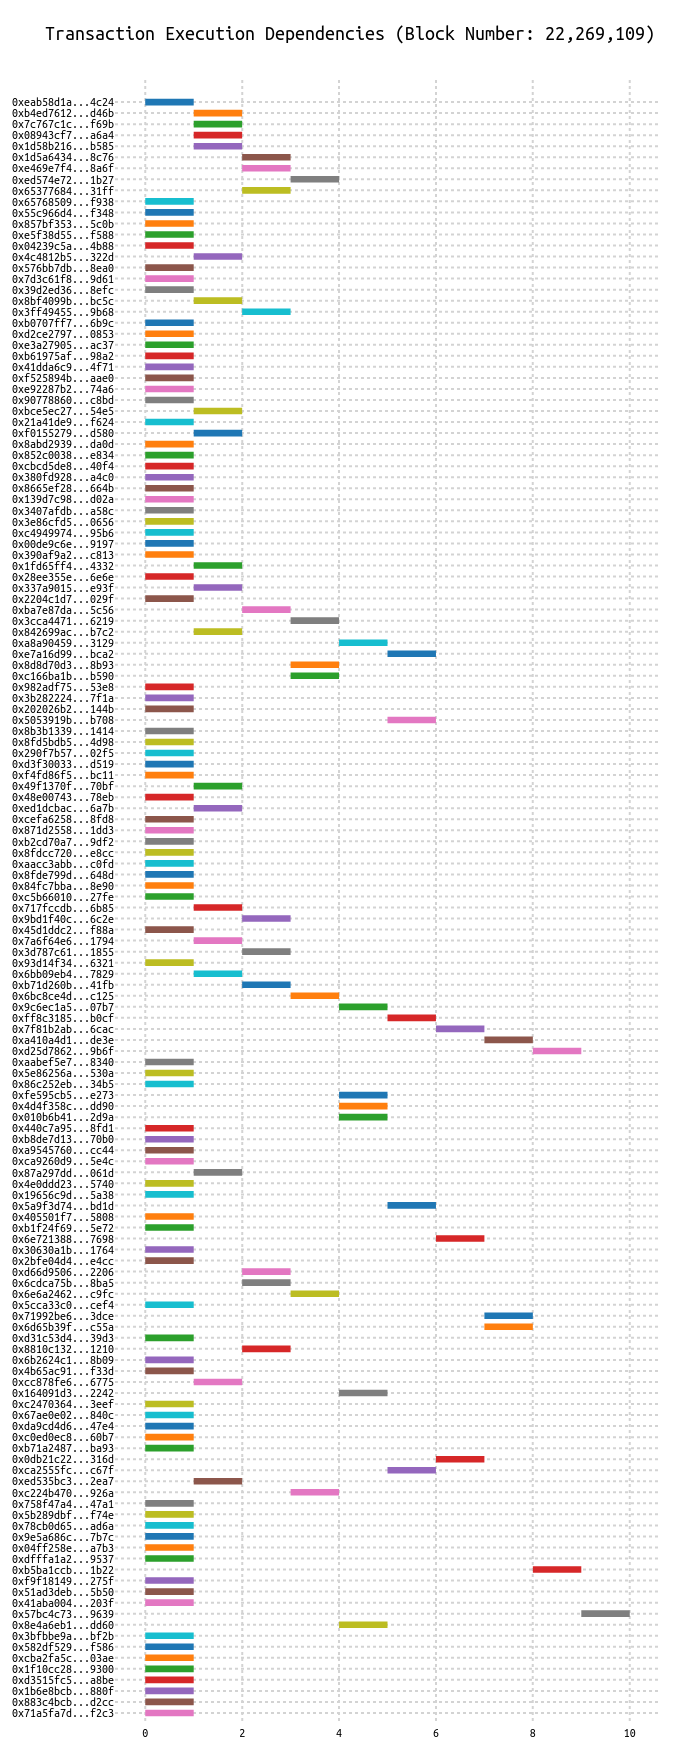 Transaction Execution Dependencies (Block Number: 22,269,109)
0xeab58d1a...4c24
0xb4ed7612...d46b
0x7c767c1c...f69b
0x08943cf7...a6a4
0x1d58b216...b585
0x1d5a6434...8c76
0xe469e7f4...8a6f
0xed574e72...1b27
0x65377684...31ff
0x65768509...f938
0x55c966d4...f348
0x857bf353...5c0b
0xe5f38d55...f588
0x04239c5a...4b88
0x4c4812b5...322d
0x576bb7db...8ea0
0x7d3c61f8...9d61
0x39d2ed36...8efc
0x8bf4099b...bc5c
0x3ff49455...9b68
0xb0707ff7...6b9c
0xd2ce2797...0853
0xe3a27905...ac37
0xb61975af...98a2
0x41dda6c9...4f71
0xf525894b...aae0
0xe92287b2...74a6
0x90778860...c8bd
0xbce5ec27...54e5
0x21a41de9...f624
0xf0155279...d580
0x8abd2939...da0d
0x852c0038...e834
0xcbcd5de8...40f4
0x380fd928...a4c0
0x8665ef28...664b
0x139d7c98...d02a
0x3407afdb...a58c
0x3e86cfd5...0656
0xc4949974...95b6
0x00de9c6e...9197
0x390af9a2...c813
0x1fd65ff4...4332
0x28ee355e...6e6e
0x337a9015...e93f
0x2204c1d7...029f
0xba7e87da...5c56
0x3cca4471...6219
0x842699ac...b7c2
0xa8a90459...3129
0xe7a16d99...bca2
0x8d8d70d3...8b93
0xc166ba1b...b590
0x982adf75...53e8
0x3b282224...7f1a
0x202026b2...144b
0x5053919b...b708
0x8b3b1339...1414
0x8fd5bdb5...4d98
0x290f7b57...02f5
0xd3f30033...d519
0xf4fd86f5...bc11
0x49f1370f...70bf
0x48e00743...78eb
0xed1dcbac...6a7b
0xcefa6258...8fd8
0x871d2558...1dd3
0xb2cd70a7...9df2
0x8fdcc720...e8cc
0xaacc3abb...c0fd
0x8fde799d...648d
0x84fc7bba...8e90
0xc5b66010...27fe
0x717fccdb...6b85
0x9bd1f40c...6c2e
0x45d1ddc2...f88a
0x7a6f64e6...1794
0x3d787c61...1855
0x93d14f34...6321
0x6bb09eb4...7829
0xb71d260b...41fb
0x6bc8ce4d...c125
0x9c6ec1a5...07b7
0xff8c3185...b0cf
0x7f81b2ab...6cac
0xa410a4d1...de3e
0xd25d7862...9b6f
0xaabef5e7...8340
0x5e86256a...530a
0x86c252eb...34b5
0xfe595cb5...e273
0x4d4f358c...dd90
0x010b6b41...2d9a
0x440c7a95...8fd1
0xb8de7d13...70b0
0xa9545760...cc44
0xca9260d9...5e4c
0x87a297dd...061d
0x4e0ddd23...5740
0x19656c9d...5a38
0x5a9f3d74...bd1d
0x405501f7...5808
0xb1f24f69...5e72
0x6e721388...7698
0x30630a1b...1764
0x2bfe04d4...e4cc
0xd66d9506...2206
0x6cdca75b...8ba5
0x6e6a2462...c9fc
0x5cca33c0...cef4
0x71992be6...3dce
0x6d65b39f...c55a
0xd31c53d4...39d3
0x8810c132...1210
0x6b2624c1...8b09
0x4b65ac91...f33d
0xcc878fe6...6775
0x164091d3...2242
0xc2470364...3eef
0x67ae0e02...840c
0xda9cd4d6...47e4
0xc0ed0ec8...60b7
0xb71a2487...ba93
0x0db21c22...316d
0xca2555fc...c67f
0xed535bc3...2ea7
0xc224b470...926a
0x758f47a4...47a1
0x5b289dbf...f74e
0x78cb0d65...ad6a
0x9e5a686c...7b7c
0x04ff258e...a7b3
0xdfffa1a2...9537
0xb5ba1ccb...1b22
0xf9f18149...275f
0x51ad3deb...5b50
0x41aba004...203f
0x57bc4c73...9639
0x8e4a6eb1...dd60
0x3bfbbe9a...bf2b
0x582df529...f586
0xcba2fa5c...03ae
0x1f10cc28...9300
0xd3515fc5...a8be
0x1b6e8bcb...880f
0x883c4bcb...d2cc
0x71a5fa7d...f2c3
0 2 4 6 8 10